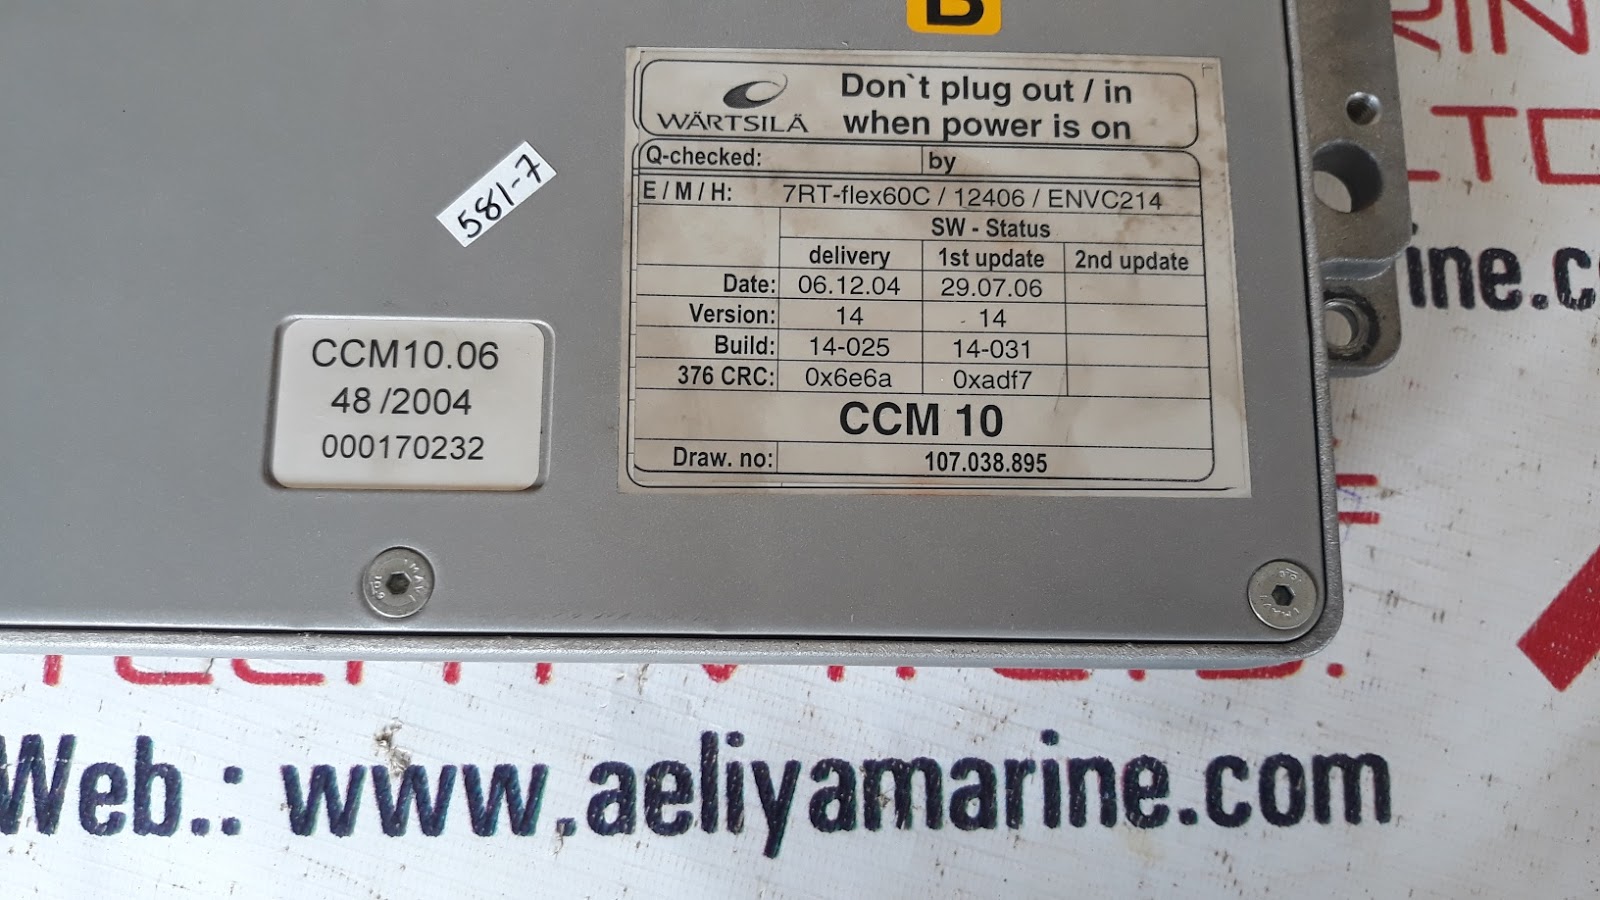 B
WÄRTSILÄ
Don`t plug out / in
when power is on
Q-checked: by
E / M / H: 7RT-flex60C / 12406 / ENVC214
SW - Status
delivery 1st update 2nd update
Date: 06.12.04 29.07.06
Version: 14 14
Build: 14-025 14-031
376 CRC: 0x6e6a 0xadf7
CCM 10
Draw. no: 107.038.895
581-7
CCM10.06
48 /2004
000170232
ine.c
Web.: www.aeliyamarine.com